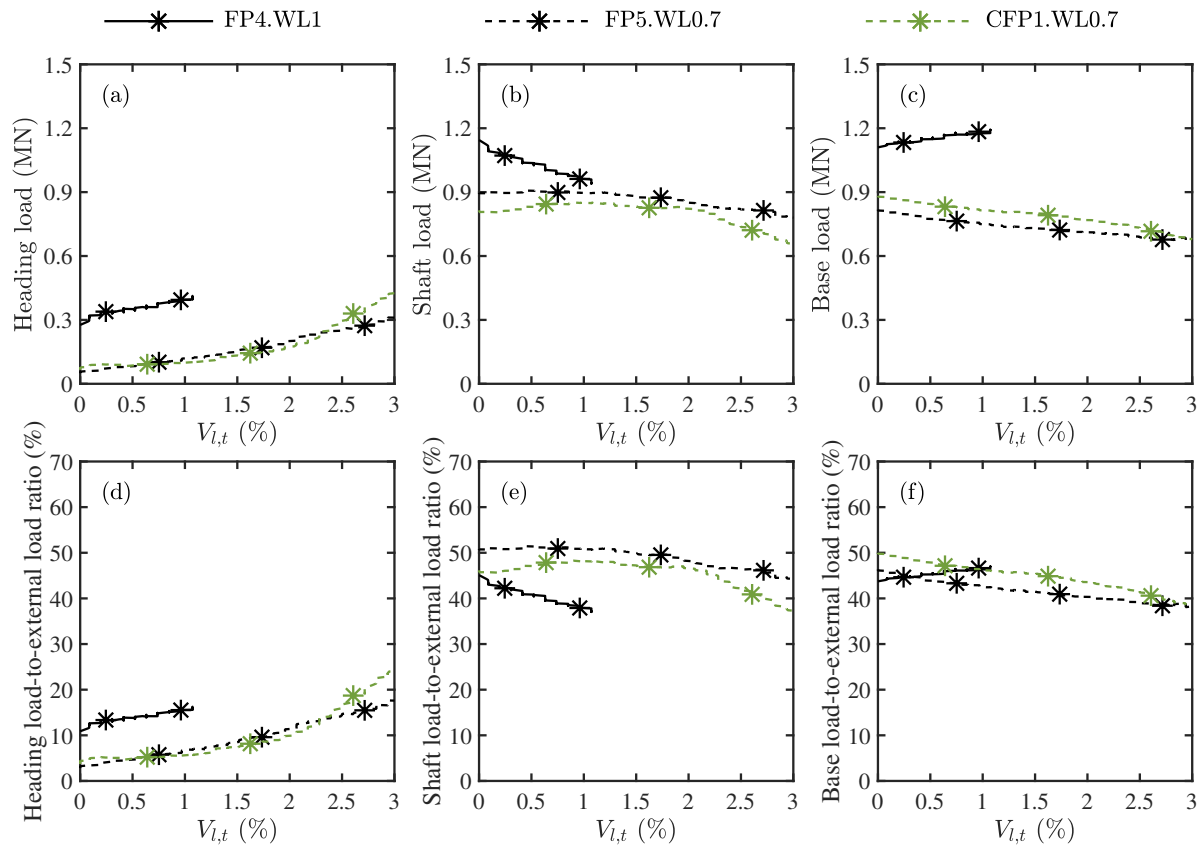 FP4.WL1 FP5.WL0.7 CFP1.WL0.7
(a)
Heading load (MN)
1.5
1.2
0.9
0.6
0.3
0
0 0.5 1 1.5 2 2.5 3
V_{l,t} (%)
(b)
Shaft load (MN)
1.5
1.2
0.9
0.6
0.3
0
0 0.5 1 1.5 2 2.5 3
V_{l,t} (%)
(c)
Base load (MN)
1.5
1.2
0.9
0.6
0.3
0
0 0.5 1 1.5 2 2.5 3
V_{l,t} (%)
(d)
Heading load-to-external load ratio (%)
70
60
50
40
30
20
10
0
0 0.5 1 1.5 2 2.5 3
V_{l,t} (%)
(e)
Shaft load-to-external load ratio (%)
70
60
50
40
30
20
10
0
0 0.5 1 1.5 2 2.5 3
V_{l,t} (%)
(f)
Base load-to-external load ratio (%)
70
60
50
40
30
20
10
0
0 0.5 1 1.5 2 2.5 3
V_{l,t} (%)